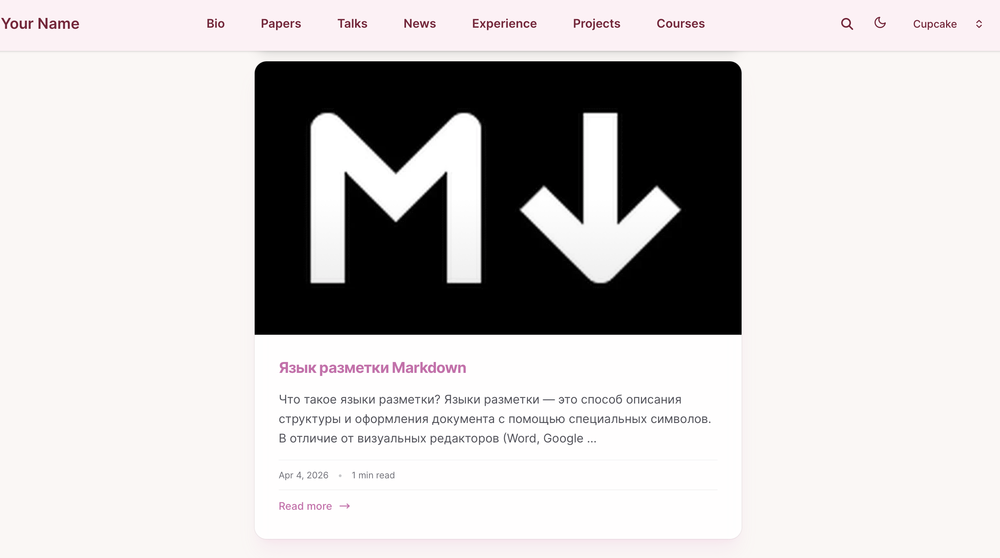 Your Name
Bio
Papers
Talks
News
Experience
Projects
Courses
Cupcake
M
Язык разметки Markdown
Что такое языки разметки? Языки разметки — это способ описания
структуры и оформления документа с помощью специальных символов.
В отличие от визуальных редакторов (Word, Google ...
Apr 4, 2026 • 1 min read
Read more →